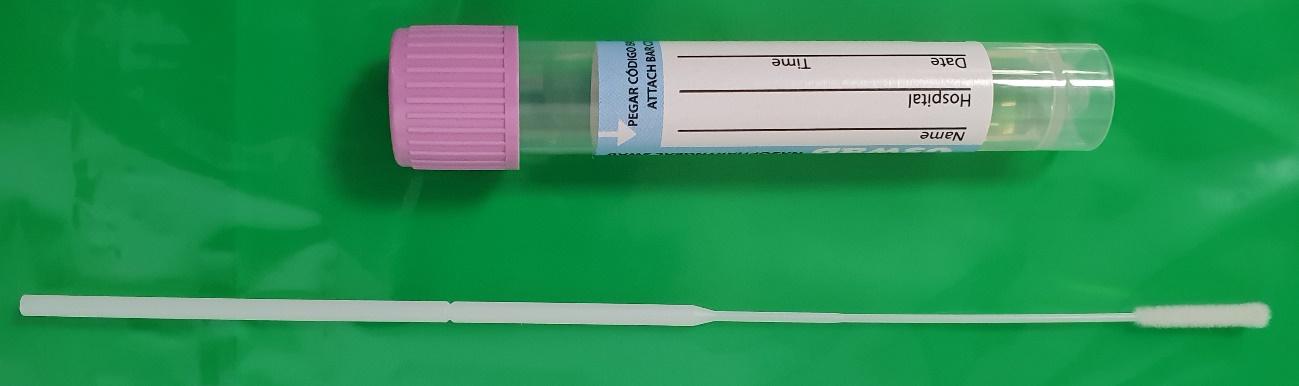 PEGAR CÓDIGO
ATTACH BAR
Name
Hospital
Date Time